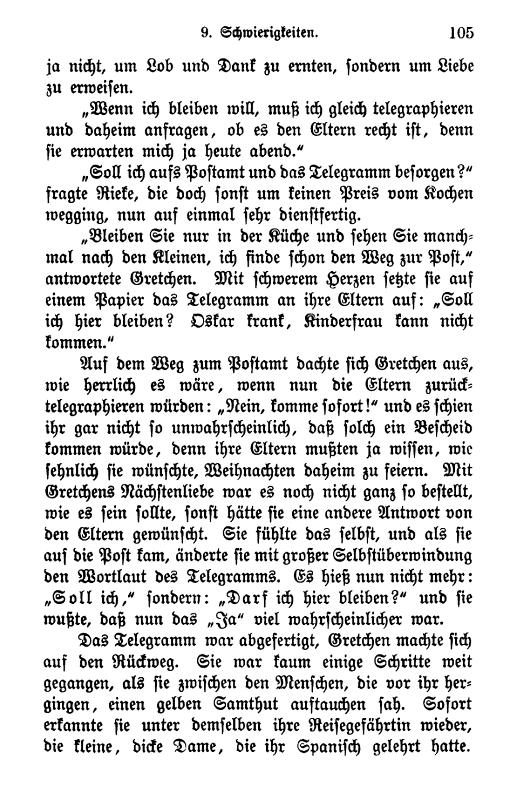 9. Schwierigkeiten. 105
ja nicht, um Lob und Dank zu ernten, sondern um Liebe
zu erweisen.
„Wenn ich bleiben will, muß ich gleich telegraphieren
und daheim anfragen, ob es den Eltern recht ist, denn
sie erwarten mich ja heute abend.“
„Soll ich aufs Postamt und das Telegramm besorgen?“
fragte Rieke, die doch sonst um keinen Preis vom Kochen
wegging, nun auf einmal sehr dienstfertig.
„Bleiben Sie nur in der Küche und sehen Sie manch-
mal nach den Kleinen, ich finde schon den Weg zur Post,“
antwortete Gretchen. Mit schwerem Herzen setzte sie auf
einem Papier das Telegramm an ihre Eltern auf: „Soll
ich hier bleiben? Oskar krank, Kinderfrau kann nicht
kommen.“
Auf dem Weg zum Postamt dachte sich Gretchen aus,
wie herrlich es wäre, wenn nun die Eltern zurück-
telegraphieren würden: „Nein, komme sofort!“ und es schien
ihr gar nicht so unwahrscheinlich, daß solch ein Bescheid
kommen würde, denn ihre Eltern mußten ja wissen, wie
sehnlich sie wünschte, Weihnachten daheim zu feiern. Mit
Gretchens Nächstenliebe war es noch nicht ganz so bestellt,
wie es sein sollte, sonst hätte sie eine andere Antwort von
den Eltern gewünscht. Sie fühlte das selbst, und als sie
auf die Post kam, änderte sie mit großer Selbstüberwindung
den Wortlaut des Telegramms. Es hieß nun nicht mehr:
„Soll ich,“ sondern: „Darf ich hier bleiben?“ und sie
wußte, daß nun das „Ja“ viel wahrscheinlicher war.
Das Telegramm war abgefertigt, Gretchen machte sich
auf den Rückweg. Sie war kaum einige Schritte weit
gegangen, als sie zwischen den Menschen, die vor ihr her-
gingen, einen gelben Samthut auftauchen sah. Sofort
erkannte sie unter demselben ihre Reisegefährtin wieder,
die kleine, dicke Dame, die ihr Spanisch gelehrt hatte.